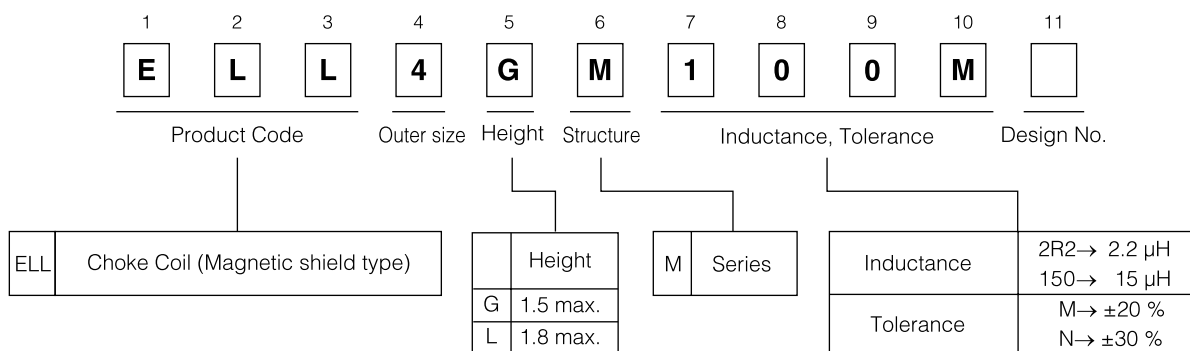 1 2 3 4 5 6 7 8 9 10 11
E L L 4 G M 1 0 0 M
Product Code Outer size Height Structure Inductance, Tolerance Design No.
ELL Choke Coil (Magnetic shield type)
Height
G 1.5 max.
L 1.8 max.
M Series
Inductance
2R2→ 2.2 µH
150→ 15 µH
Tolerance
M→ ±20 %
N→ ±30 %